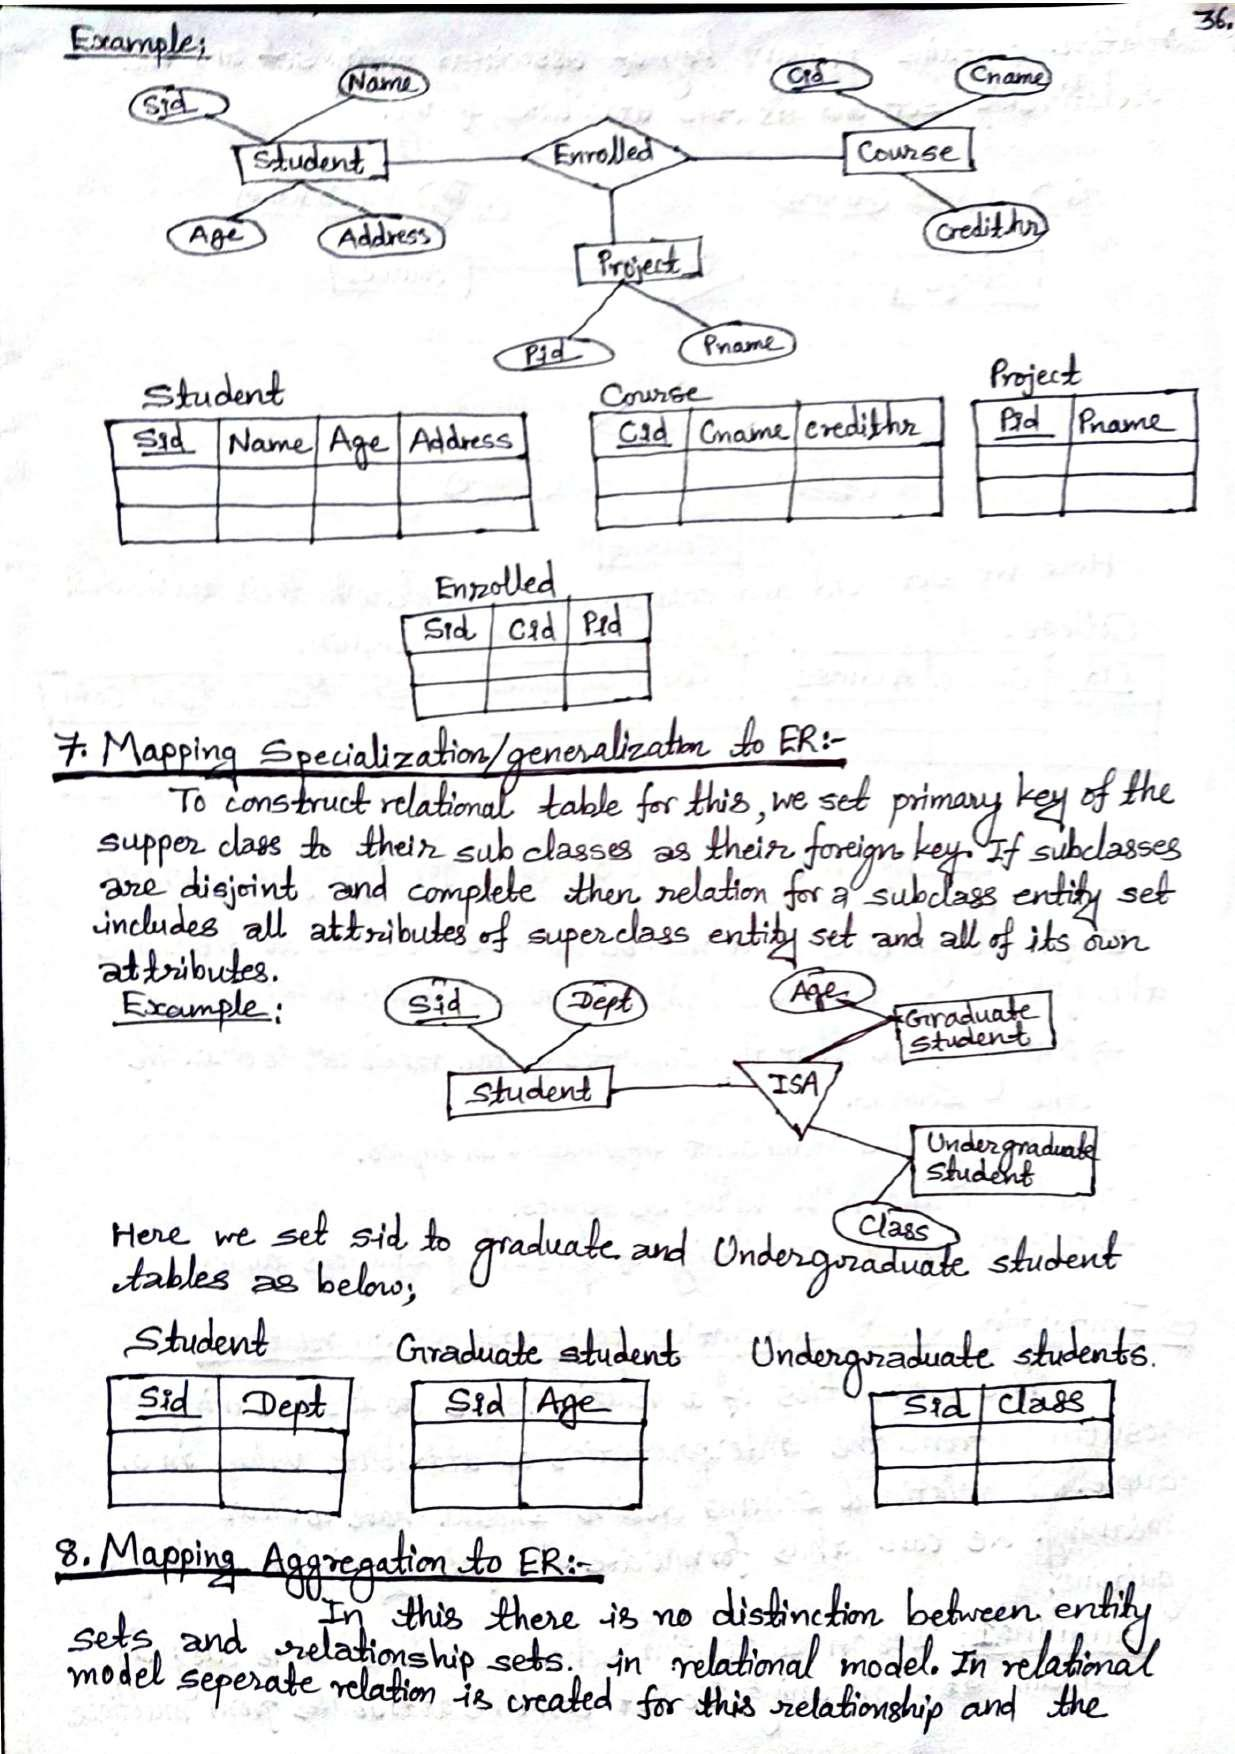 36.
Example;
Name
Sid
Cid
Cname
Student
Enrolled
Course
Age
Address
Credithr
Project
Pid
Pname
Student
Course
Project
Sid Name Age Address
Cid Cname credithr
Pid Pname
Enrolled
Sid Cid Pid
7. Mapping Specialization/generalization to ER:-
To construct relational table for this, we set primary key of the
supper class to their sub classes as their foreign key. If subclasses
are disjoint and complete then relation for a subclass entity set
includes all attributes of superclass entity set and all of its own
attributes.
Example:
Sid
Dept
Age
Graduate
Student
Student
ISA
Undergraduate
Student
Class
Here we set sid to graduate and Undergraduate student
tables as below;
Student
Graduate student
Undergraduate students.
Sid Dept
Sid Age
Sid class
8. Mapping Aggregation to ER:-
In this there is no distinction between entity
sets and relationship sets. in relational model. In relational
model seperate relation is created for this relationship and the